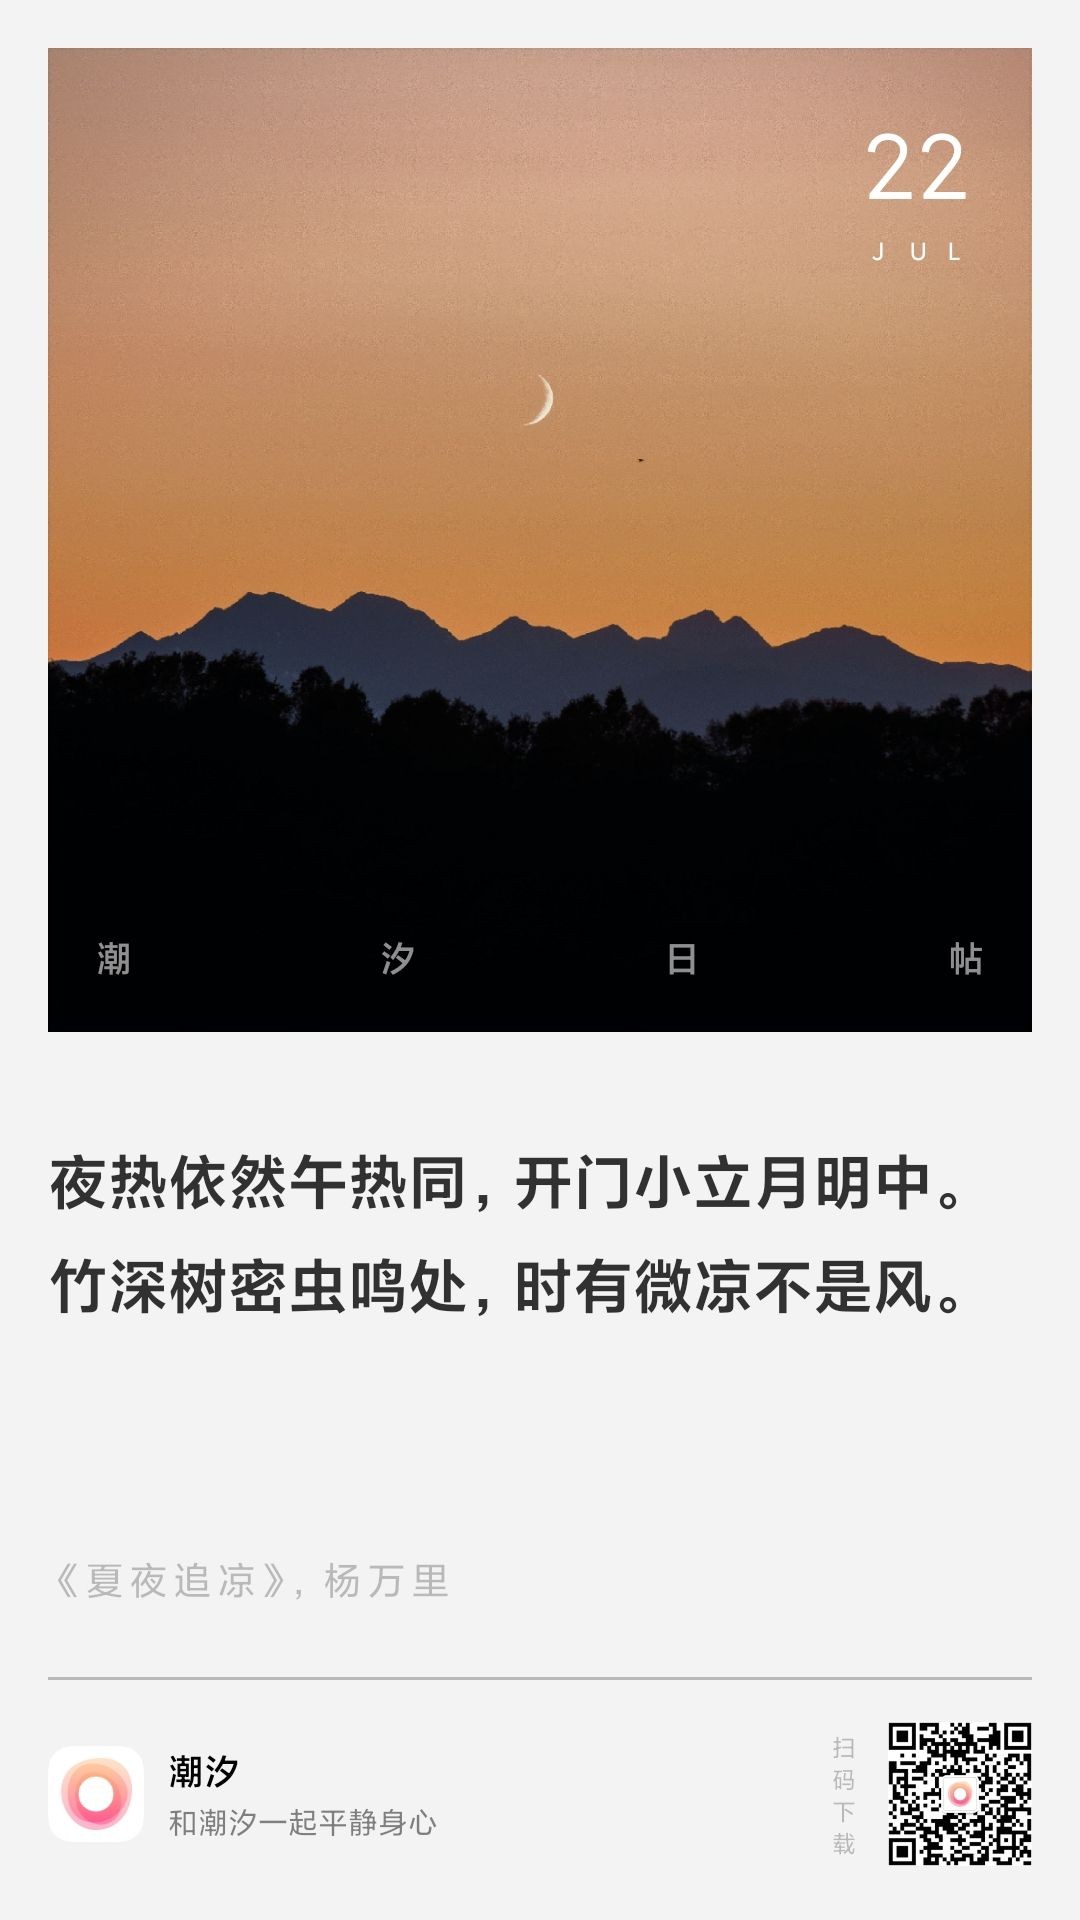 22
JUL
潮汐日帖
夜热依然午热同，开门小立月明中。
竹深树密虫鸣处，时有微凉不是风。
《夏夜追凉》，杨万里
潮汐
和潮汐一起平静身心
扫码下载